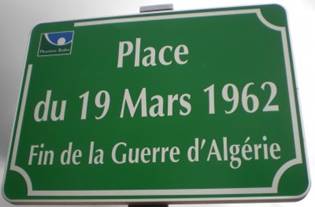 Place
du 19 Mars 1962
Fin de la Guerre d'Algérie